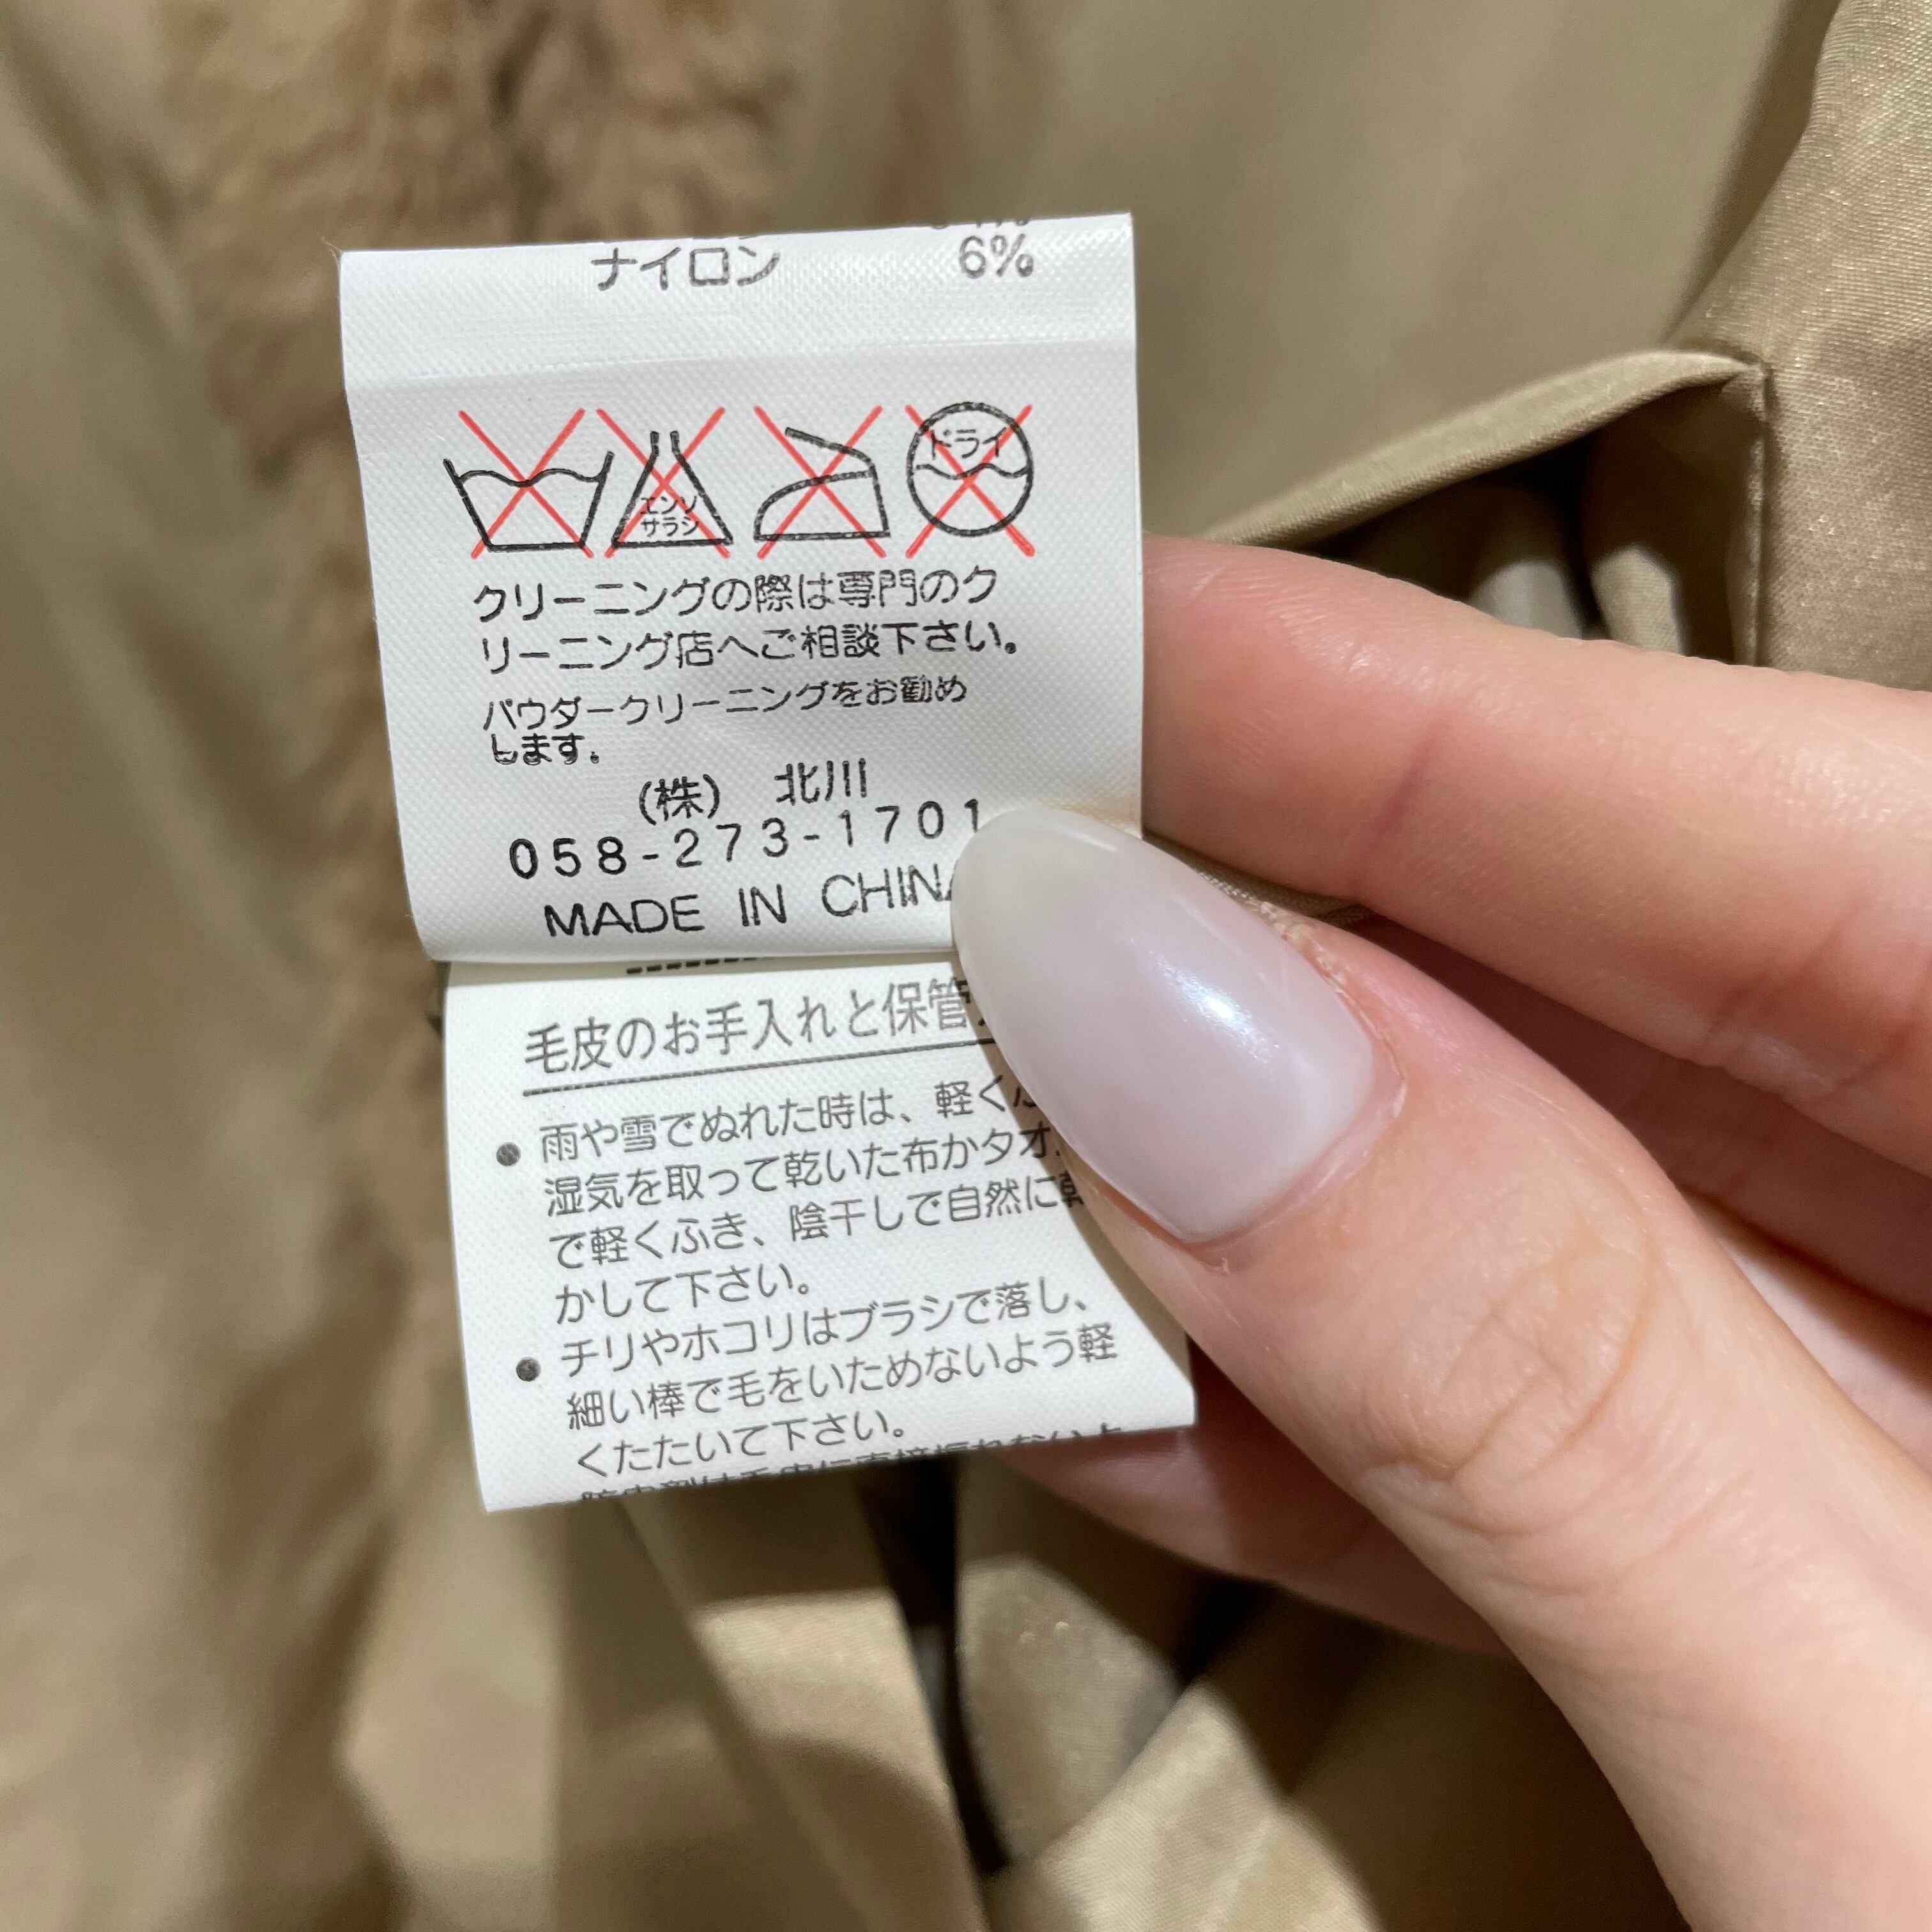 ナイロン 6%
ドライ
エンソ
サラシ
クリーニングの際は専門のク
リーニング店へご相談下さい。
パウダークリーニングをお勧め
します。
(株) 北川
058-273-1701
MADE IN CHINA
毛皮のお手入れと保管
雨や雪でぬれた時は、軽く
湿気を取って乾いた布かタオ
で軽くふき、陰干しで自然に乾
かして下さい。
チリやホコリはブラシで落し、
細い棒で毛をいためないよう軽
くたたいて下さい。